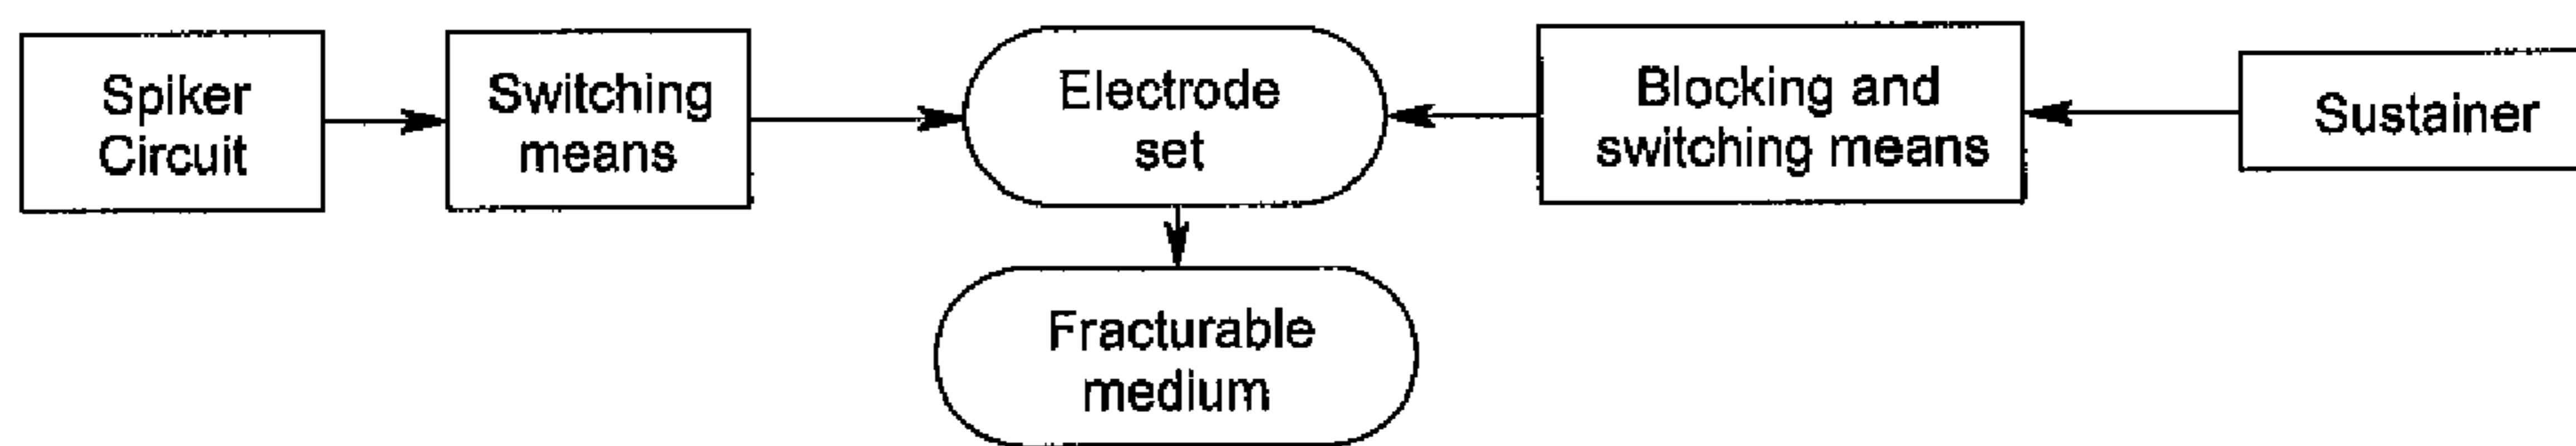 Spiker
Circuit
Switching
means
Electrode
set
Blocking and
switching means
Sustainer
Fracturable
medium